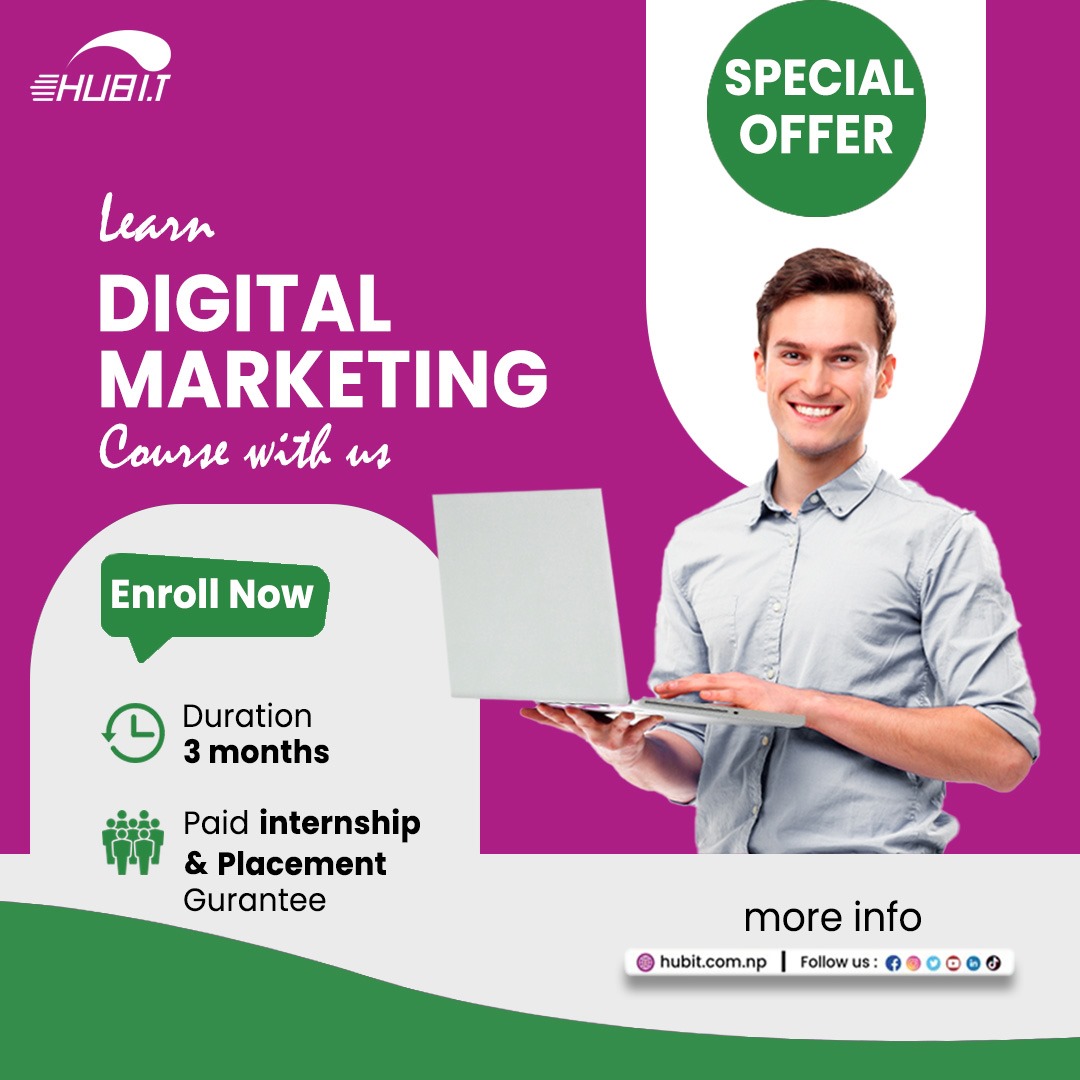 HUB I.T
SPECIAL
OFFER
Learn
DIGITAL
MARKETING
Course with us
Enroll Now
Duration
3 months
Paid internship
& Placement
Gurantee
more info
hubit.com.np | Follow us :